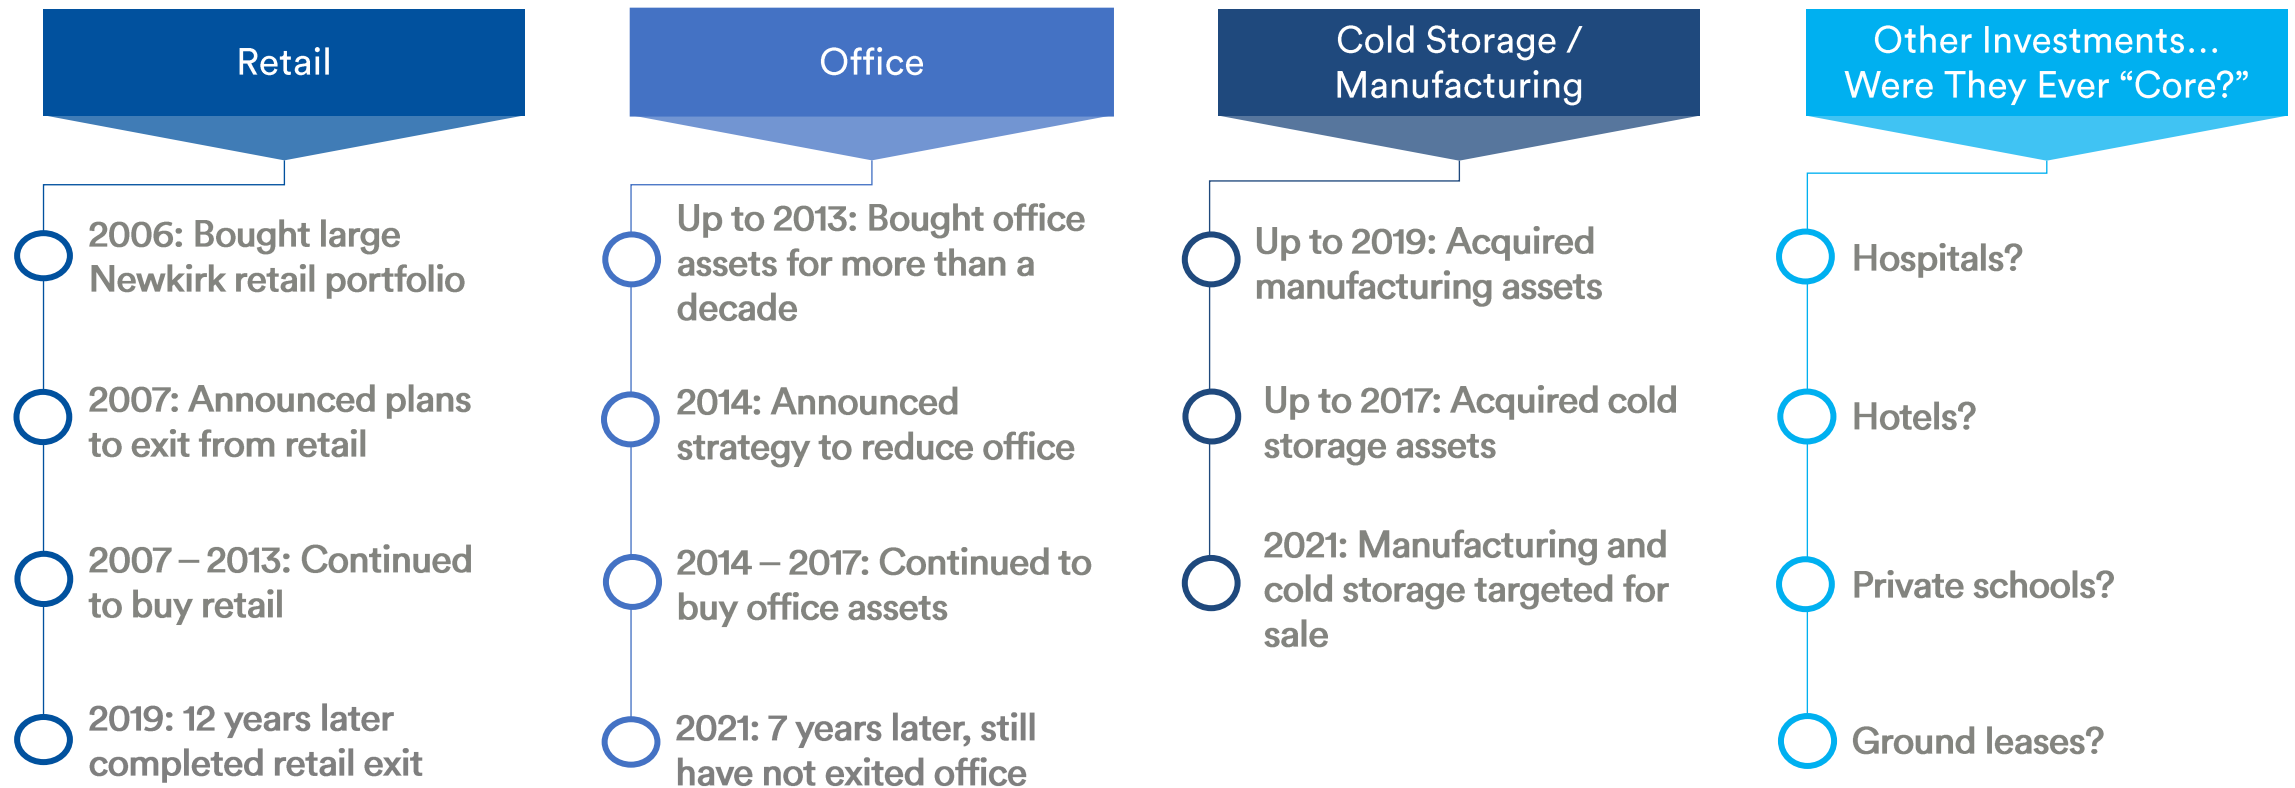 Retail
2006: Bought large
Newkirk retail portfolio
2007: Announced plans
to exit from retail
2007 – 2013: Continued
to buy retail
2019: 12 years later
completed retail exit
Office
Up to 2013: Bought office
assets for more than a
decade
2014: Announced
strategy to reduce office
2014 – 2017: Continued to
buy office assets
2021: 7 years later, still
have not exited office
Cold Storage /
Manufacturing
Up to 2019: Acquired
manufacturing assets
Up to 2017: Acquired cold
storage assets
2021: Manufacturing and
cold storage targeted for
sale
Other Investments...
Were They Ever “Core?”
Hospitals?
Hotels?
Private schools?
Ground leases?